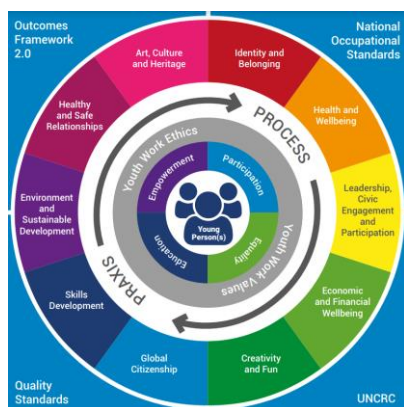 Outcomes
Framework
2.0
National
Occupational
Standards
Art, Culture
and Heritage
Identity and
Belonging
Healthy
and Safe
Relationships
Health and
Wellbeing
Environment
and
Sustainable
Development
Leadership,
Civic
Engagement
and
Participation
Skills
Development
Economic
and Financial
Wellbeing
Global
Citizenship
Creativity
and Fun
PROCESS
PRAXIS
Youth Work Ethics
Youth Work Values
Empowerment
Participation
Education
Equality
Young
Person(s)
Quality
Standards
UNCRC